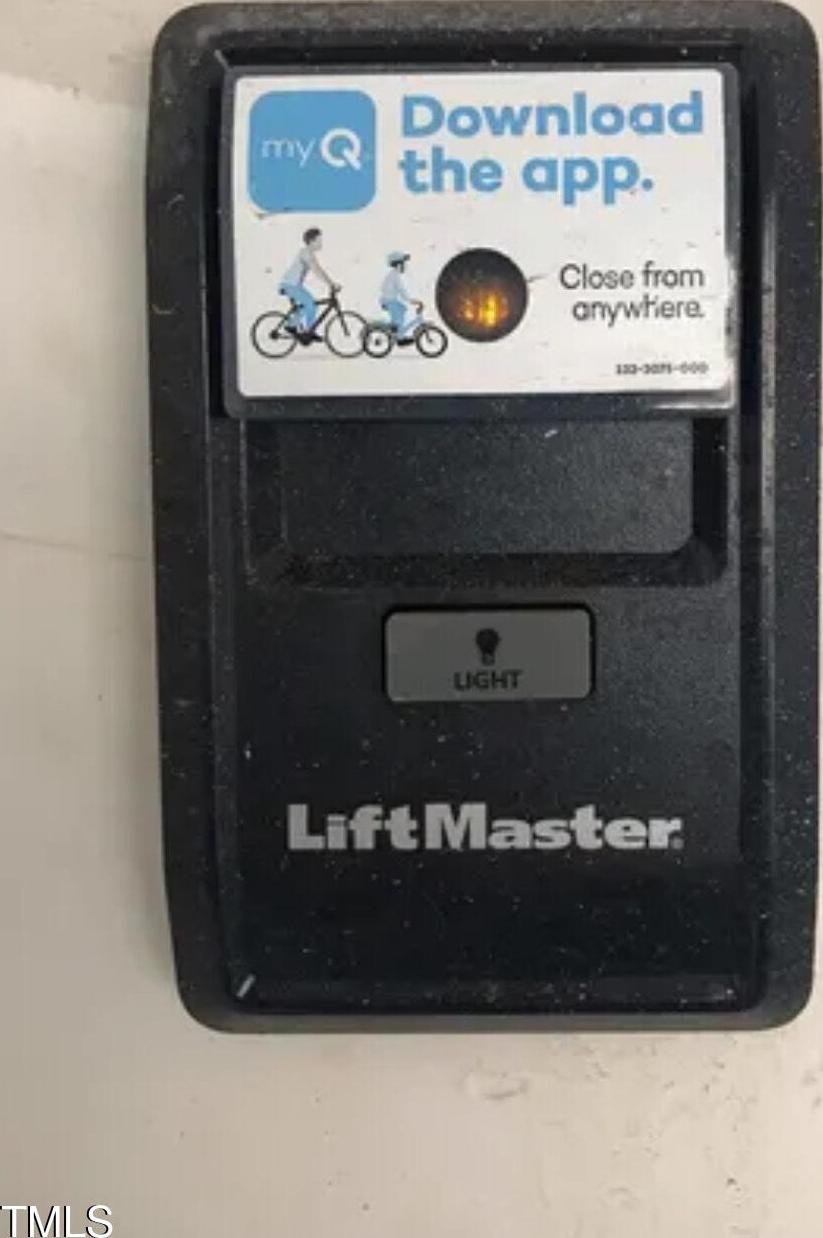 myQ
Download
the app.
Close from
anywhere.
LIGHT
LiftMaster
TMLS